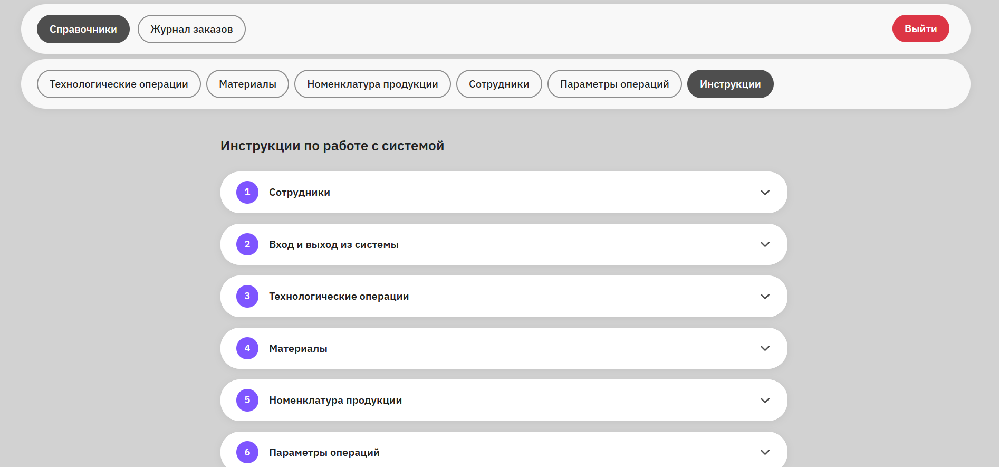 Справочники Журнал заказов Выйти
Технологические операции Материалы Номенклатура продукции Сотрудники Параметры операций Инструкции
Инструкции по работе с системой
1 Сотрудники
2 Вход и выход из системы
3 Технологические операции
4 Материалы
5 Номенклатура продукции
6 Параметры операций